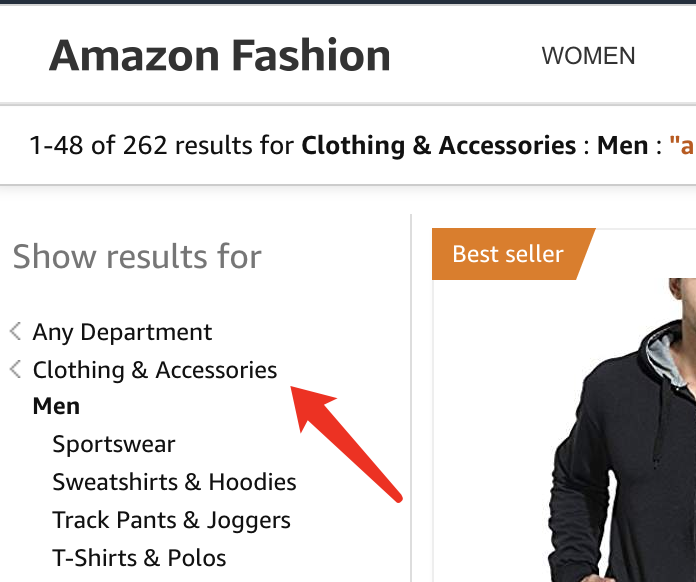 Amazon Fashion
WOMEN
1-48 of 262 results for Clothing & Accessories : Men : "a
Show results for
Best seller
Any Department
Clothing & Accessories
Men
Sportswear
Sweatshirts & Hoodies
Track Pants & Joggers
T-Shirts & Polos